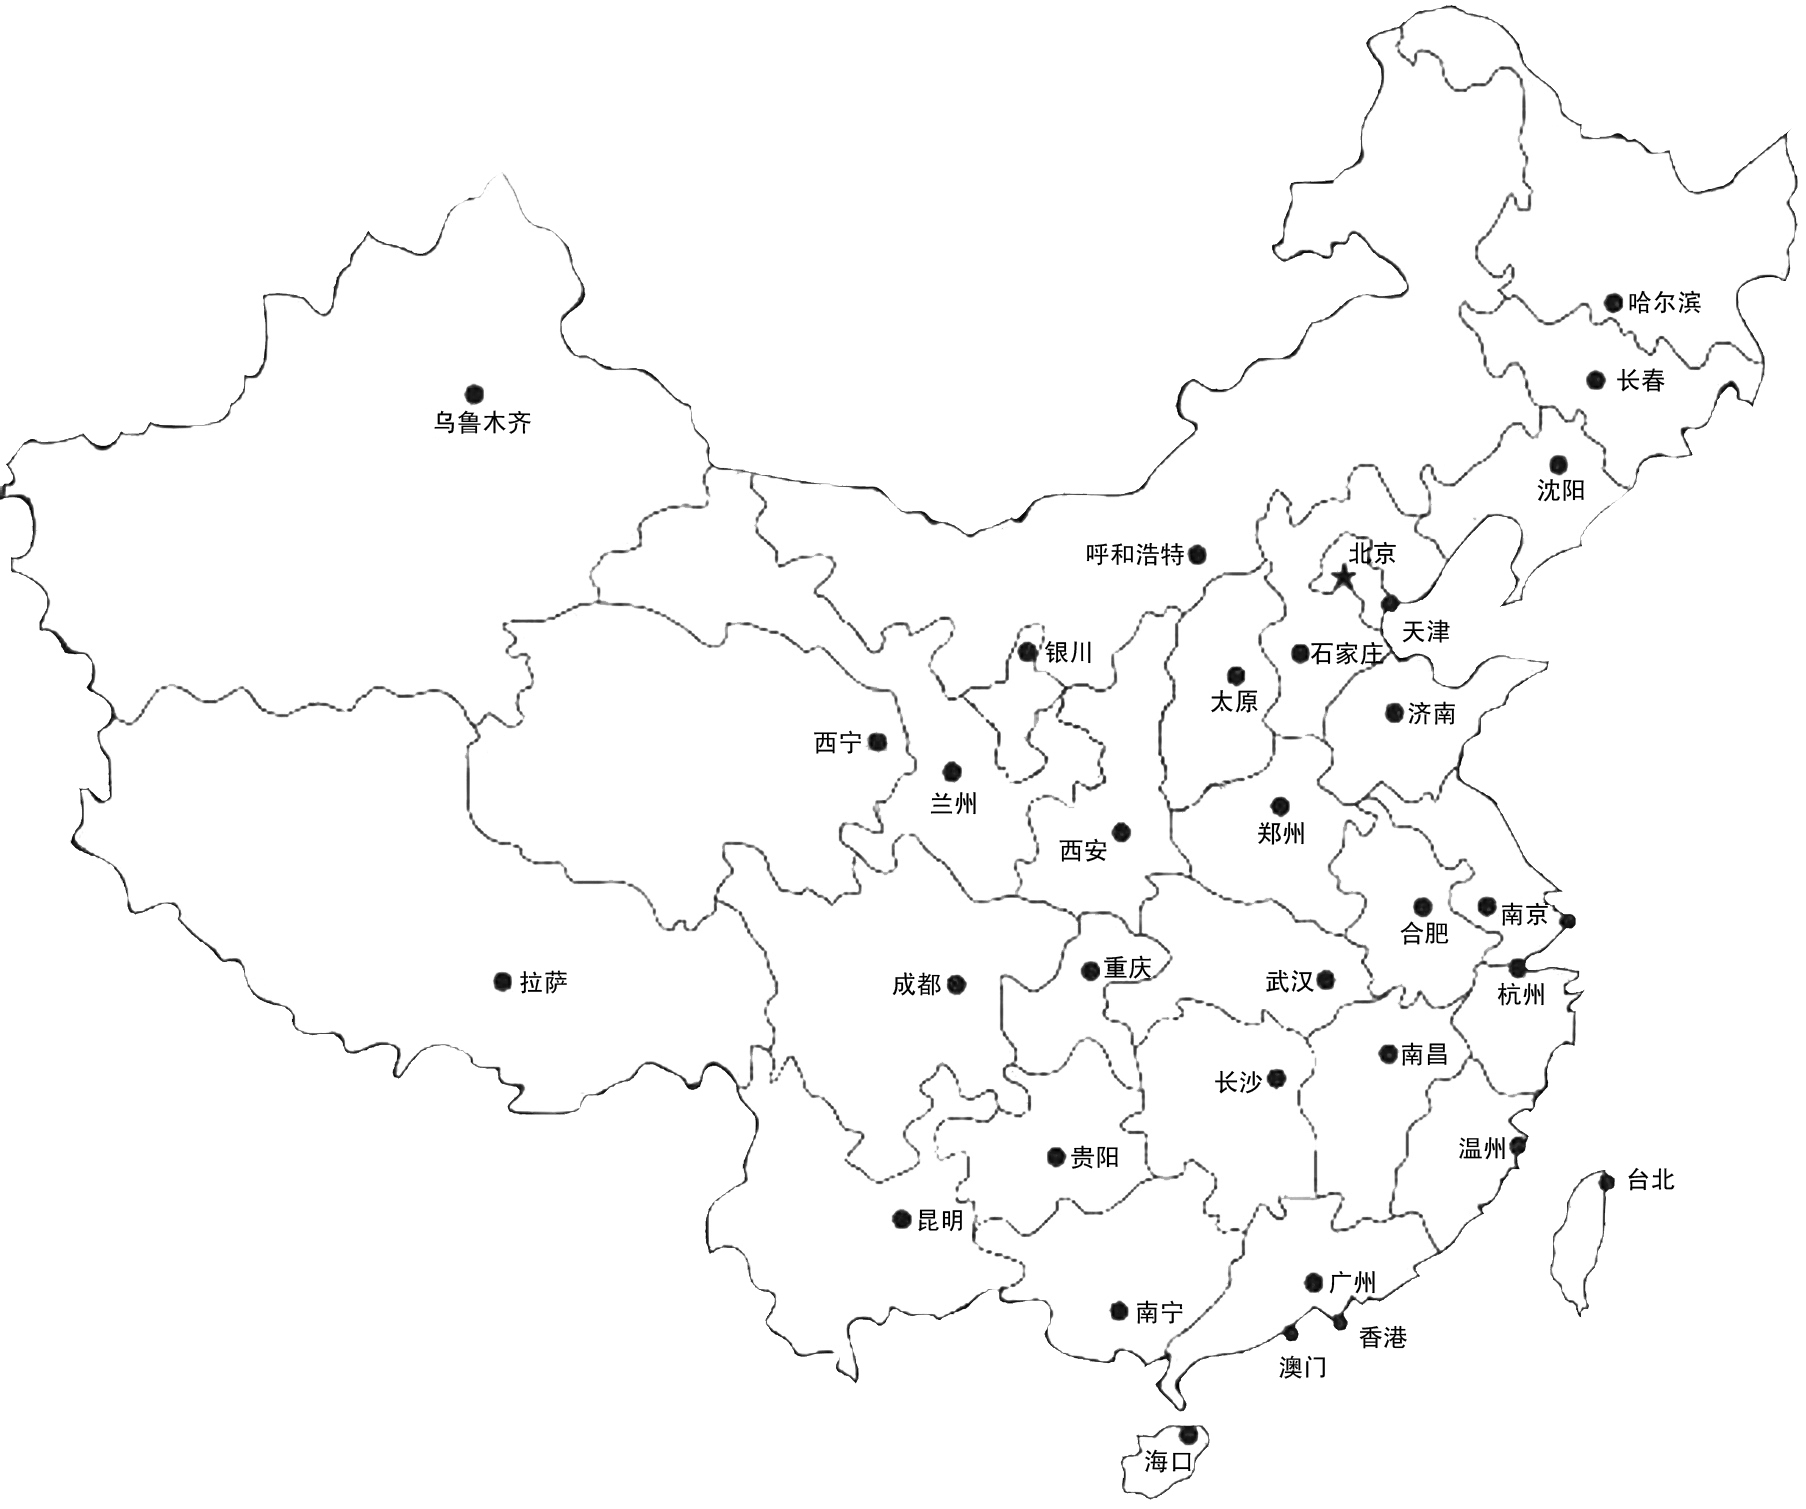 哈尔滨
长春
乌鲁木齐
沈阳
呼和浩特
北京
天津
银川
石家庄
太原
济南
西宁
兰州
郑州
西安
南京
合肥
重庆
拉萨
成都
武汉
杭州
南昌
长沙
温州
贵阳
台北
昆明
广州
南宁
香港
澳门
海口